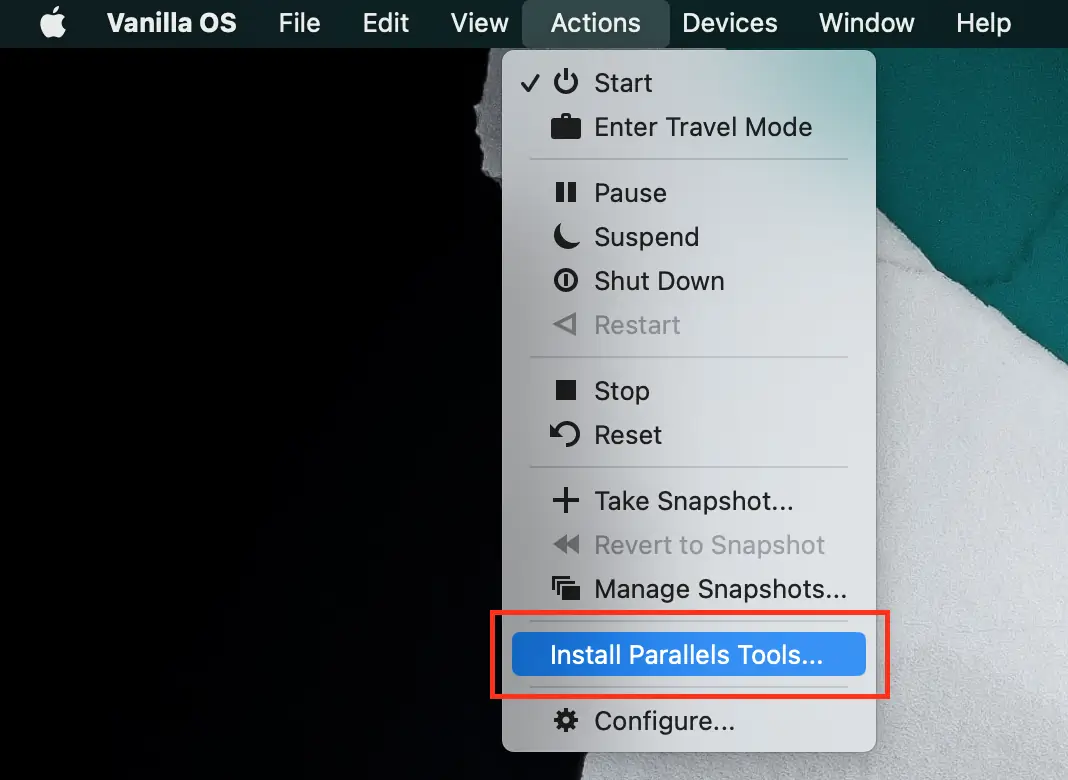 Vanilla OS File Edit View Actions Devices Window Help
Start
Enter Travel Mode
Pause
Suspend
Shut Down
Restart
Stop
Reset
Take Snapshot...
Revert to Snapshot
Manage Snapshots...
Install Parallels Tools...
Configure...